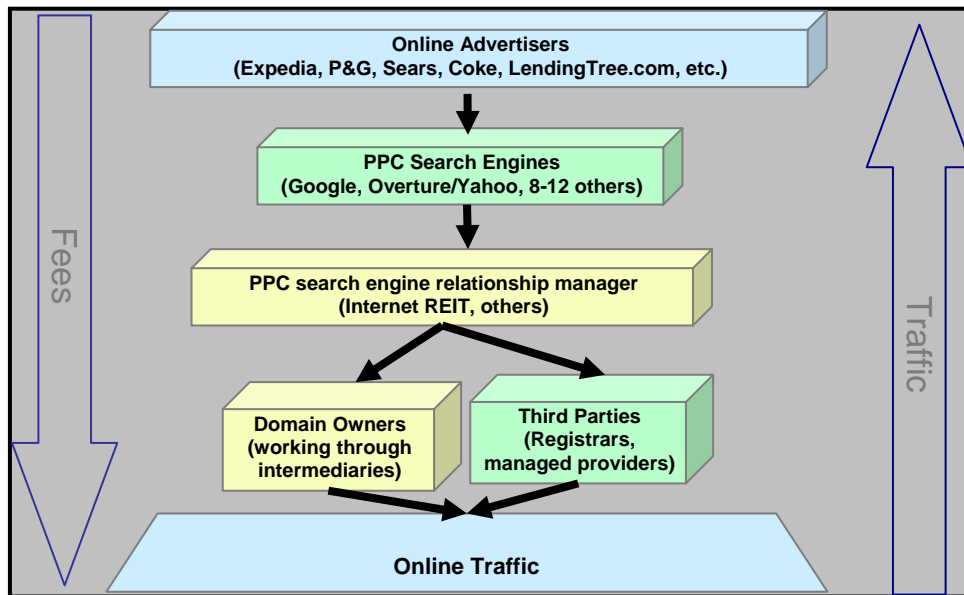 Online Advertisers
(Expedia, P&G, Sears, Coke, LendingTree.com, etc.)
PPC Search Engines
(Google, Overture/Yahoo, 8-12 others)
Fees
PPC search engine relationship manager
(Internet REIT, others)
Traffic
Domain Owners
(working through
intermediaries)
Third Parties
(Registrars,
managed providers)
Online Traffic